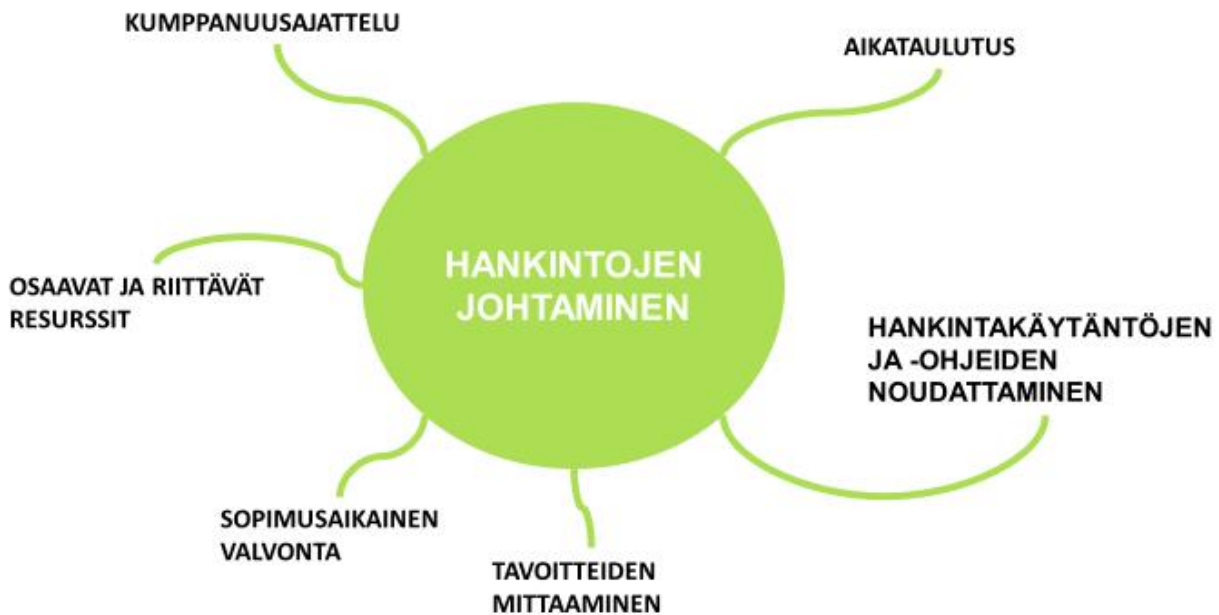 KUMPPANUUSAJATTELU
AIKATAULUTUS
HANKINTOJEN
JOHTAMINEN
OSAAVAT JA RIITTÄVÄT
RESURSSIT
HANKINTAKÄYTÄNTÖJEN
JA -OHJEIDEN
NOUDATTAMINEN
SOPIMUSAIKAINEN
VALVONTA
TAVOITTEIDEN
MITTAAMINEN